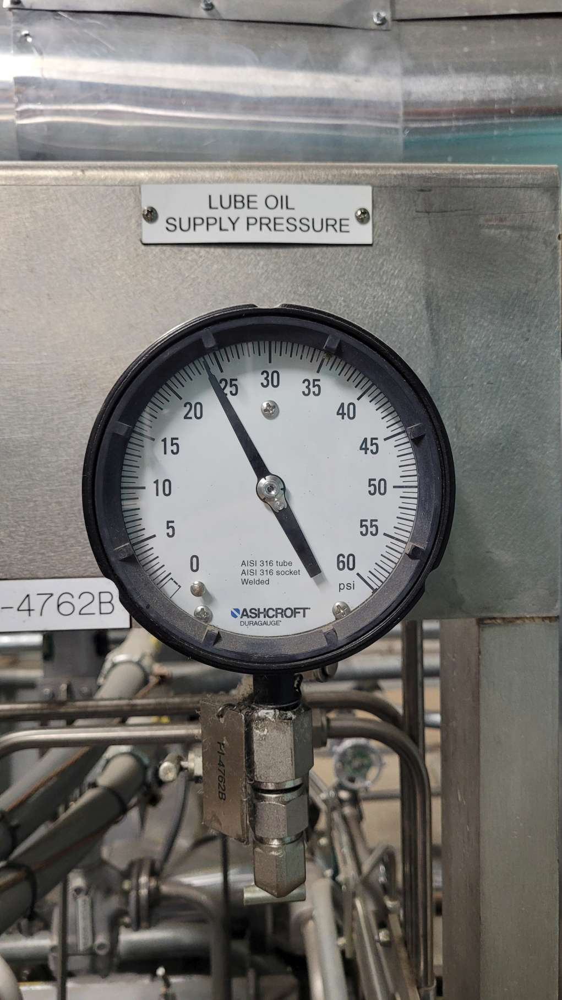 LUBE OIL
SUPPLY PRESSURE
30
25
35
20
40
15
45
10
50
5
55
0
60
psi
AISI 316 tube
AISI 316 socket
Welded
ASHCROFT
DURAGAUGE
-4762B
PI-4762B